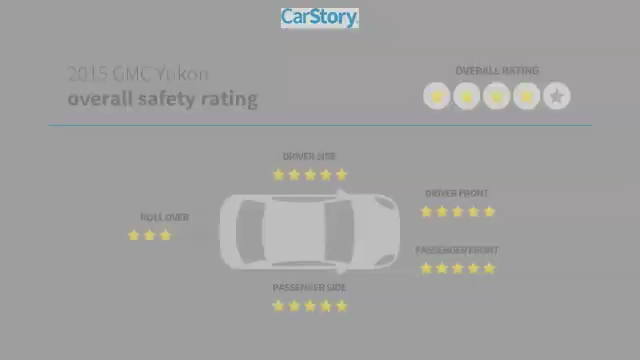 CarStory
2015 GMC Yukon
overall safety rating
OVERALL RATING
DRIVER SIDE
DRIVER FRONT
ROLLOVER
PASSENGER FRONT
PASSENGER SIDE